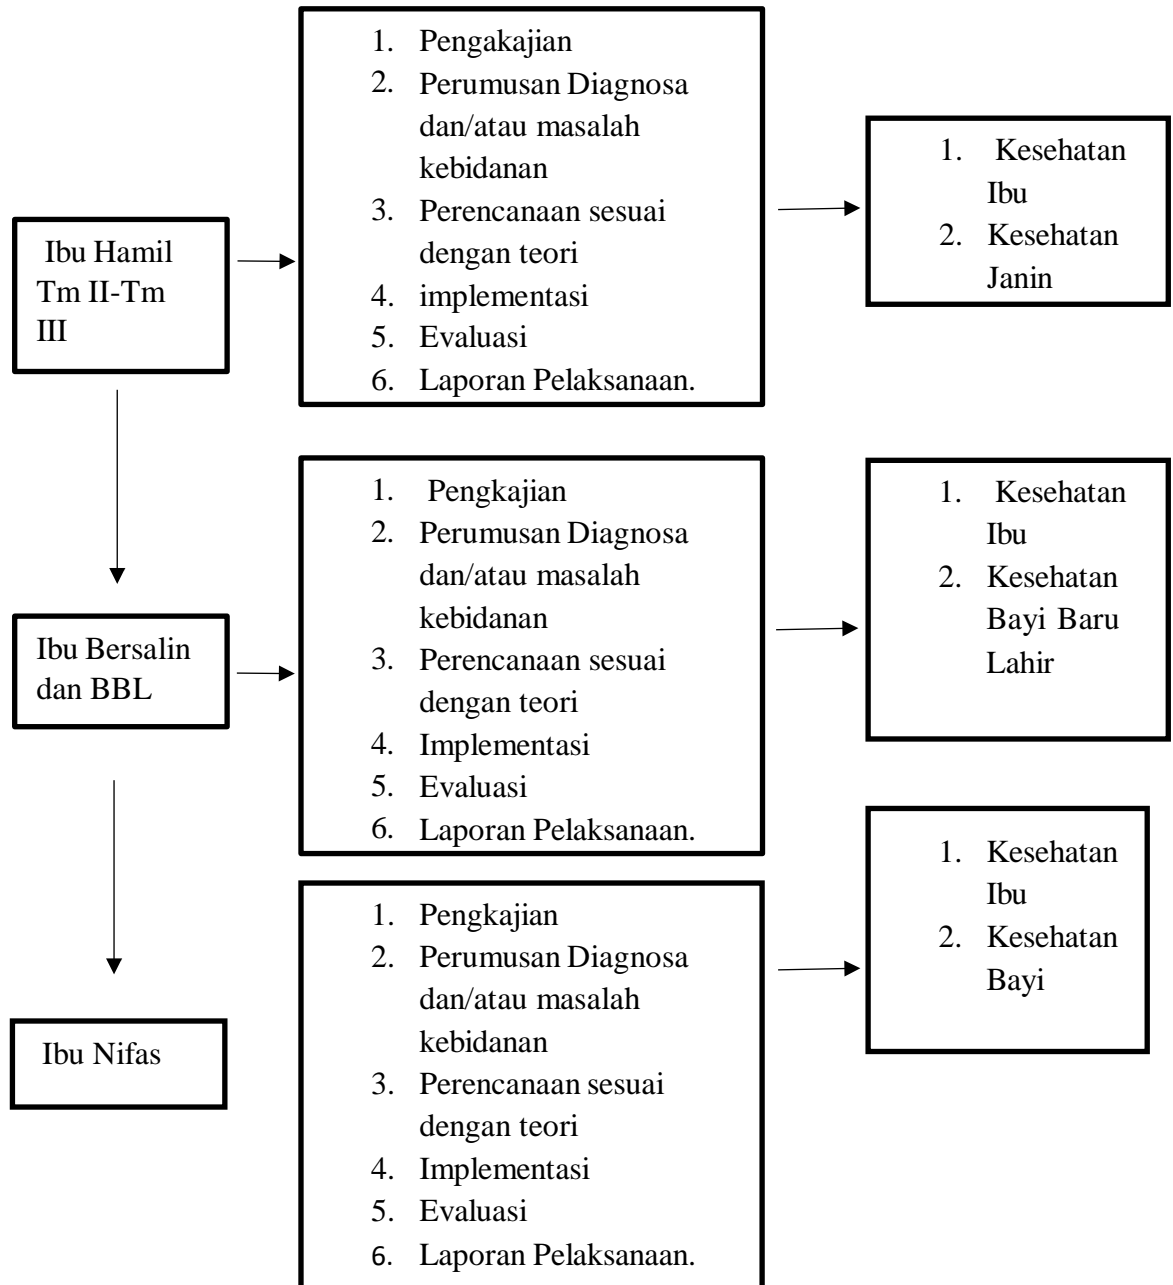 Ibu Hamil
Tm II-Tm
III
1. Pengakajian
2. Perumusan Diagnosa
dan/atau masalah
kebidanan
3. Perencanaan sesuai
dengan teori
4. implementasi
5. Evaluasi
6. Laporan Pelaksanaan.
1. Kesehatan
Ibu
2. Kesehatan
Janin
Ibu Bersalin
dan BBL
1. Pengkajian
2. Perumusan Diagnosa
dan/atau masalah
kebidanan
3. Perencanaan sesuai
dengan teori
4. Implementasi
5. Evaluasi
6. Laporan Pelaksanaan.
1. Kesehatan
Ibu
2. Kesehatan
Bayi Baru
Lahir
Ibu Nifas
1. Pengkajian
2. Perumusan Diagnosa
dan/atau masalah
kebidanan
3. Perencanaan sesuai
dengan teori
4. Implementasi
5. Evaluasi
6. Laporan Pelaksanaan.
1. Kesehatan
Ibu
2. Kesehatan
Bayi